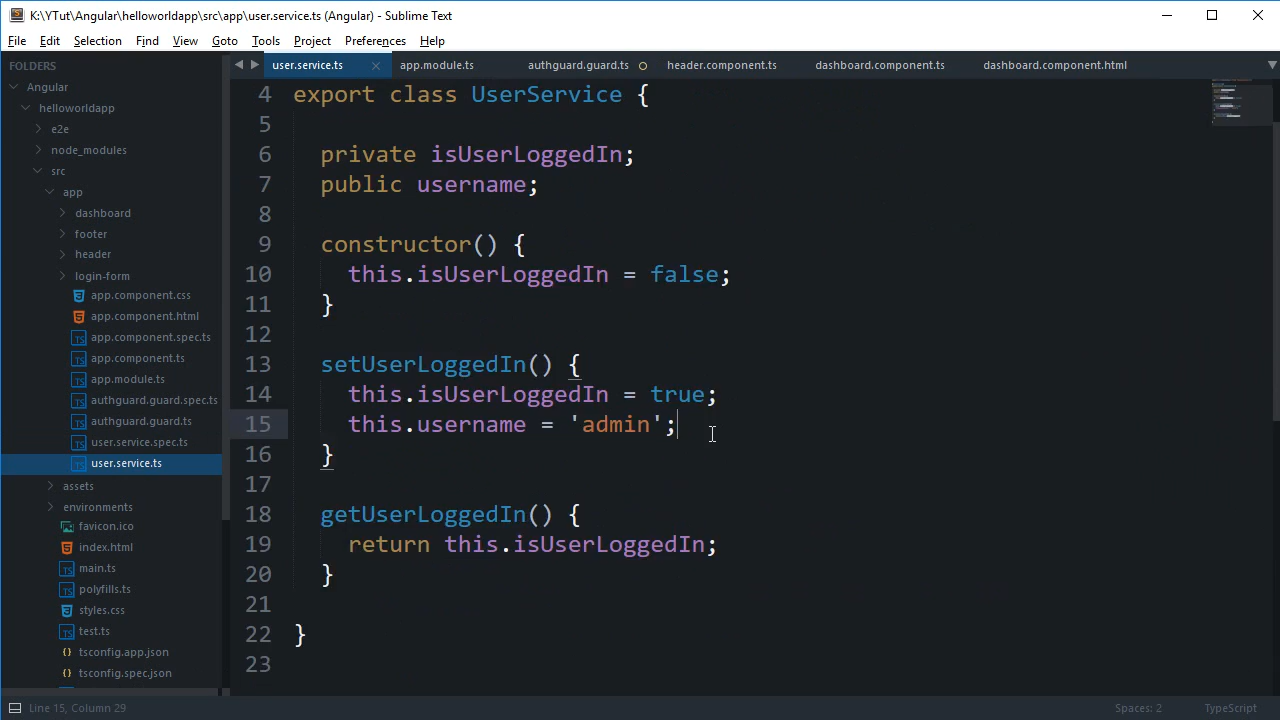 K:\YTut\Angular\helloworldapp\src\app\user.service.ts (Angular) - Sublime Text
File Edit Selection Find View Goto Tools Project Preferences Help
FOLDERS
Angular
helloworldapp
e2e
node_modules
src
app
dashboard
footer
header
login-form
app.component.css
app.component.html
app.component.spec.ts
app.component.ts
app.module.ts
authguard.guard.spec.ts
authguard.guard.ts
user.service.spec.ts
user.service.ts
assets
environments
favicon.ico
index.html
main.ts
polyfills.ts
styles.css
test.ts
tsconfig.app.json
tsconfig.spec.json
user.service.ts app.module.ts authguard.guard.ts header.component.ts dashboard.component.ts dashboard.component.html
4 export class UserService {
5
6 private isUserLoggedIn;
7 public username;
8
9 constructor() {
10 this.isUserLoggedIn = false;
11 }
12
13 setUserLoggedIn() {
14 this.isUserLoggedIn = true;
15 this.username = 'admin';
16 }
17
18 getUserLoggedIn() {
19 return this.isUserLoggedIn;
20 }
21
22 }
23
Line 15, Column 29 Spaces: 2 TypeScript